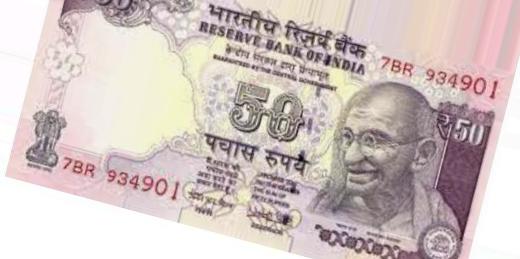 50
भारतीय रिज़र्व बैंक
RESERVE BANK OF INDIA
केन्द्रीय सरकार द्वारा प्रत्याभूत
GUARANTEED BY THE CENTRAL GOVERNMENT
7BR 934901
50
₹50
पचास रुपये
7BR 934901